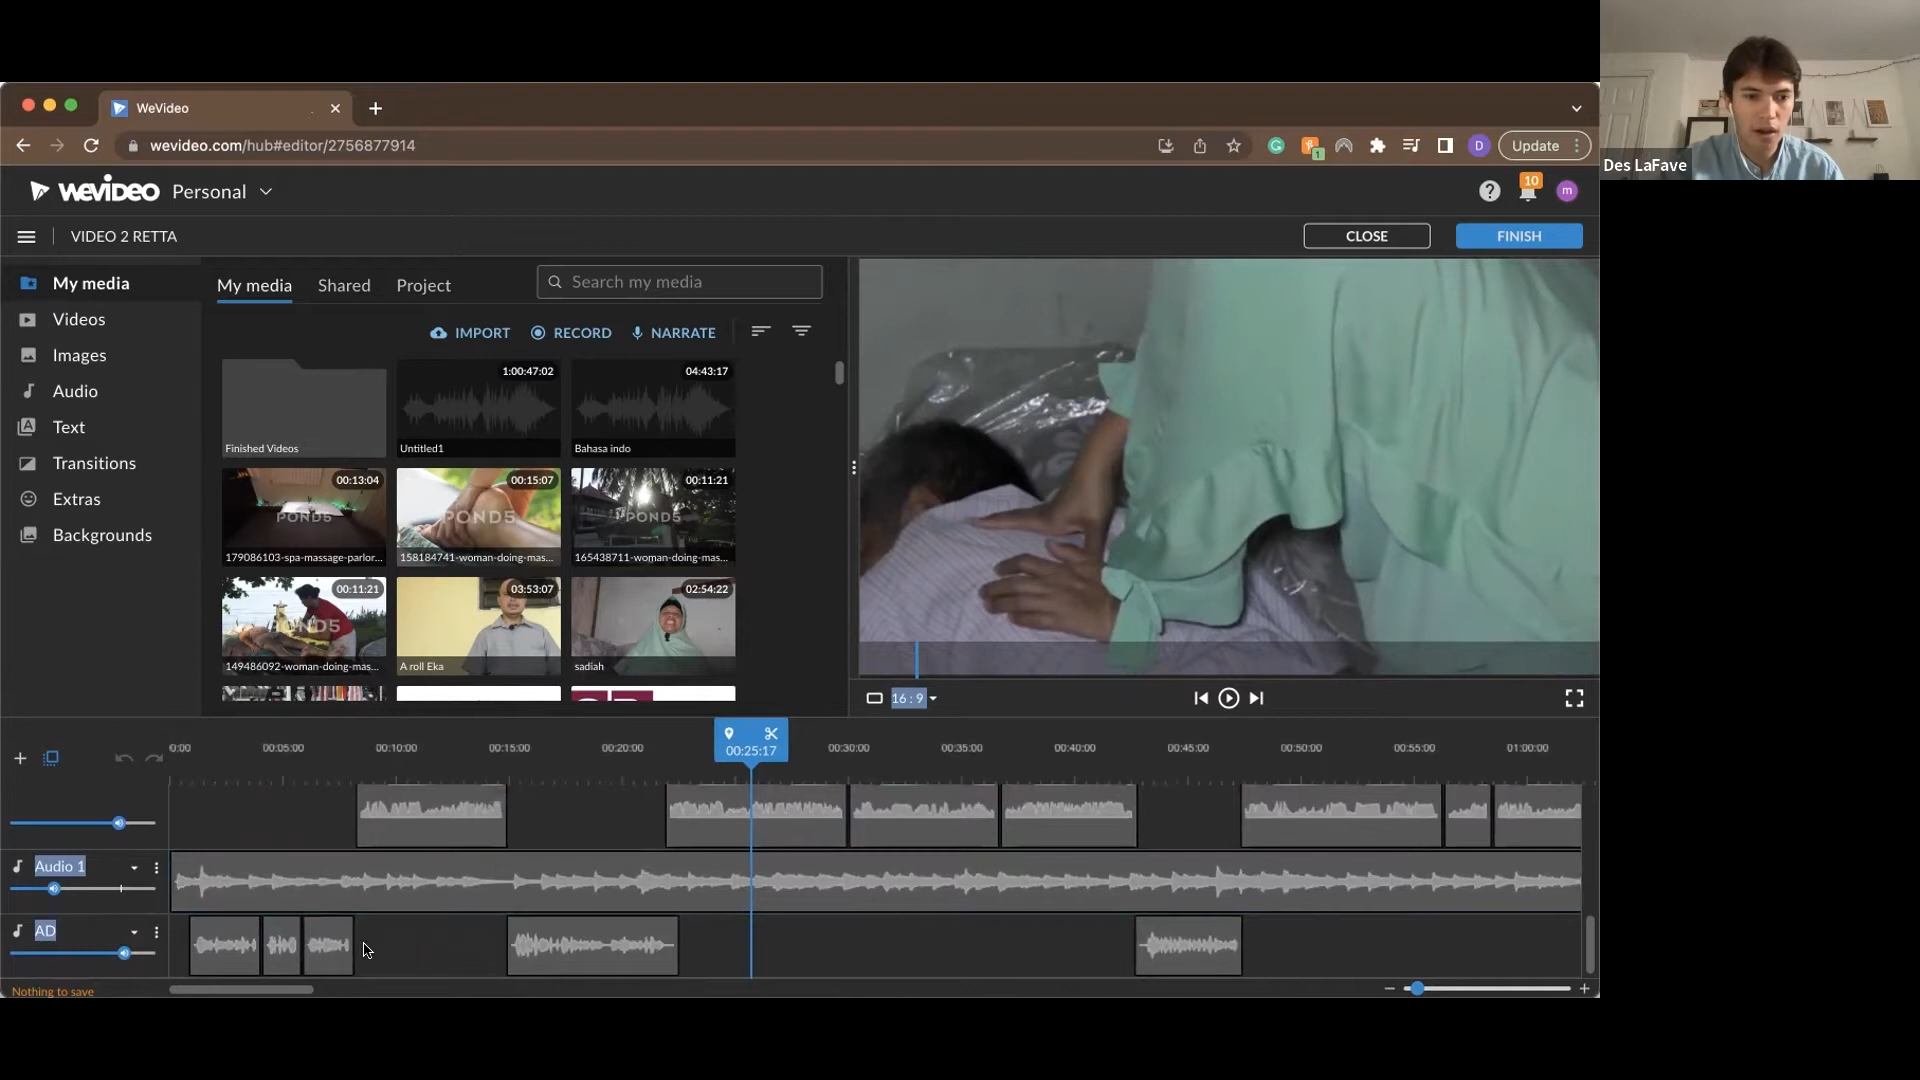 WeVideo
wevideo.com/hub#editor/2756877914
1
D
Update
Des LaFave
WEVIDEO
Personal
10
m
VIDEO 2 RETTA
CLOSE
FINISH
My media
Videos
Images
Audio
Text
Transitions
Extras
Backgrounds
My media
Shared
Project
Search my media
IMPORT
RECORD
NARRATE
1:00:47:02
04:43:17
Finished Videos
Untitled1
Bahasa indo
00:13:04
00:15:07
00:11:21
POND5
POND5
POND5
179086103-spa-massage-parlor...
158184741-woman-doing-mas...
165438711-woman-doing-mas...
00:11:21
03:53:07
02:54:22
POND5
149486092-woman-doing-mas...
A roll Eka
sadiah
16:9
00:05:00
00:10:00
00:15:00
00:20:00
00:25:17
00:30:00
00:35:00
00:40:00
00:45:00
00:50:00
00:55:00
01:00:00
Audio 1
AD
Nothing to save